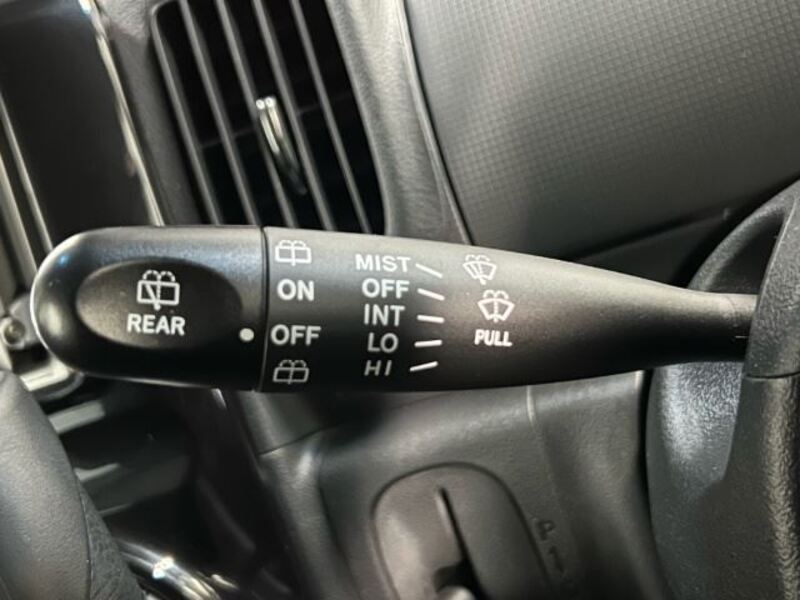 REAR
ON
OFF
MIST
OFF
INT
LO
HI
PULL